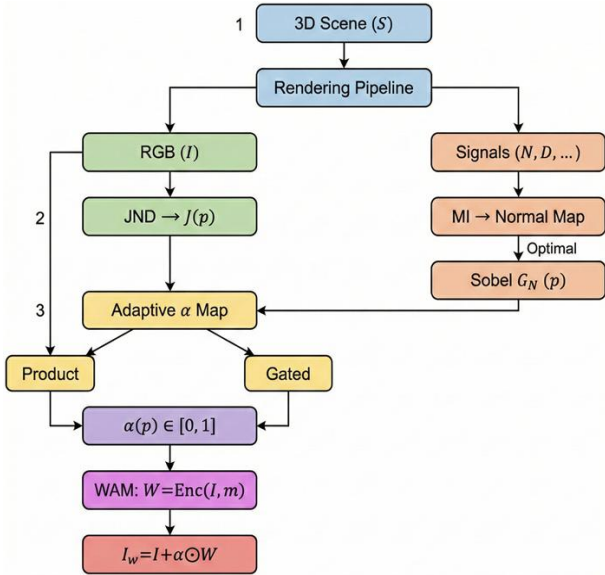 1
3D Scene (S)
Rendering Pipeline
RGB (I)
Signals (N, D, ...)
2
JND → J(p)
MI → Normal Map
Optimal
Sobel G_N (p)
3
Adaptive α Map
Product
Gated
α(p) ∈ [0, 1]
WAM: W=Enc(I, m)
I_w=I+α⊙W